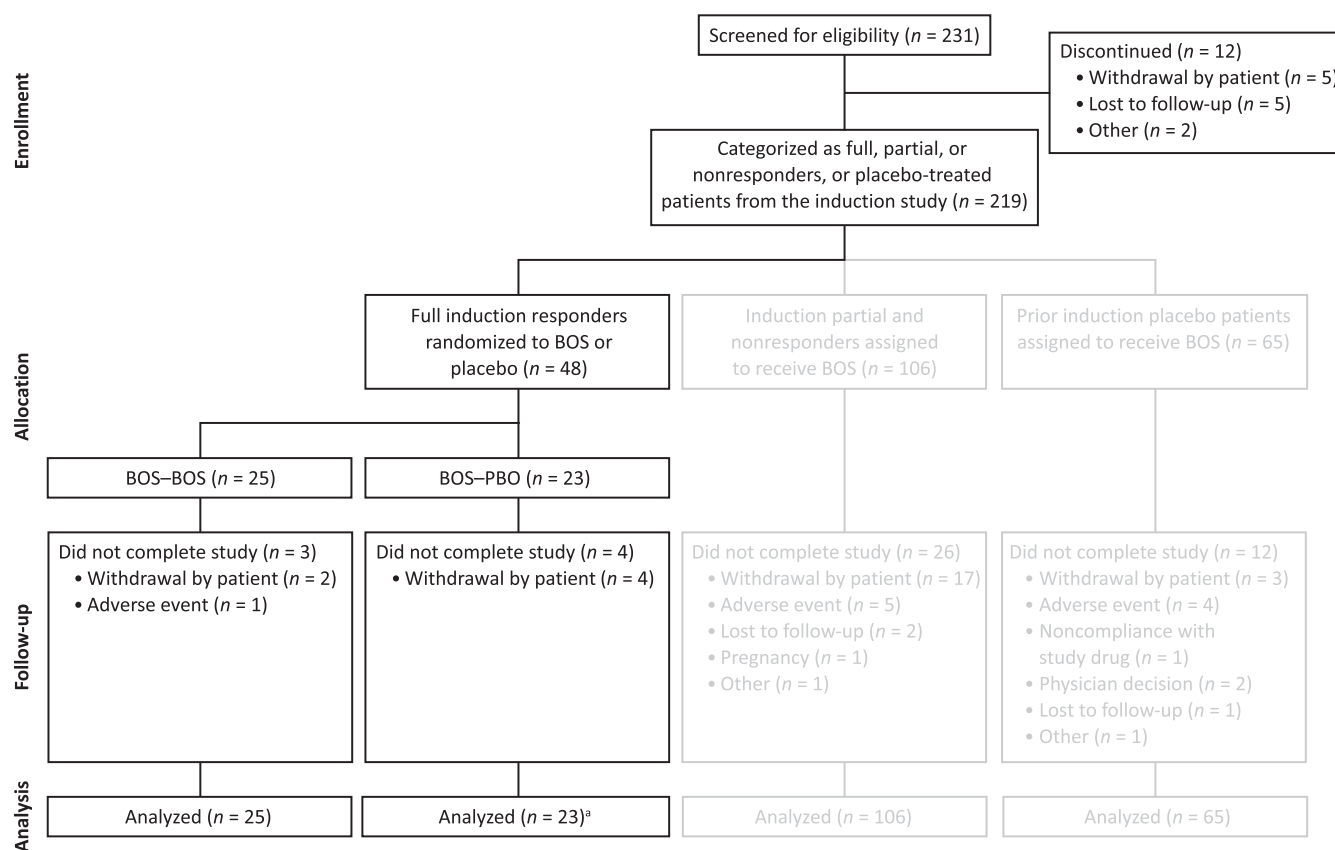 Screened for eligibility (n = 231)
Discontinued (n = 12)
• Withdrawal by patient (n = 5)
• Lost to follow-up (n = 5)
• Other (n = 2)
Enrollment
Categorized as full, partial, or
nonresponders, or placebo-treated
patients from the induction study (n = 219)
Allocation
Full induction responders
randomized to BOS or
placebo (n = 48)
Induction partial and
nonresponders assigned
to receive BOS (n = 106)
Prior induction placebo patients
assigned to receive BOS (n = 65)
BOS–BOS (n = 25)
BOS–PBO (n = 23)
Follow-up
Did not complete study (n = 3)
• Withdrawal by patient (n = 2)
• Adverse event (n = 1)
Did not complete study (n = 4)
• Withdrawal by patient (n = 4)
Did not complete study (n = 26)
• Withdrawal by patient (n = 17)
• Adverse event (n = 5)
• Lost to follow-up (n = 2)
• Pregnancy (n = 1)
• Other (n = 1)
Did not complete study (n = 12)
• Withdrawal by patient (n = 3)
• Adverse event (n = 4)
• Noncompliance with
study drug (n = 1)
• Physician decision (n = 2)
• Lost to follow-up (n = 1)
• Other (n = 1)
Analysis
Analyzed (n = 25)
Analyzed (n = 23)ᵃ
Analyzed (n = 106)
Analyzed (n = 65)